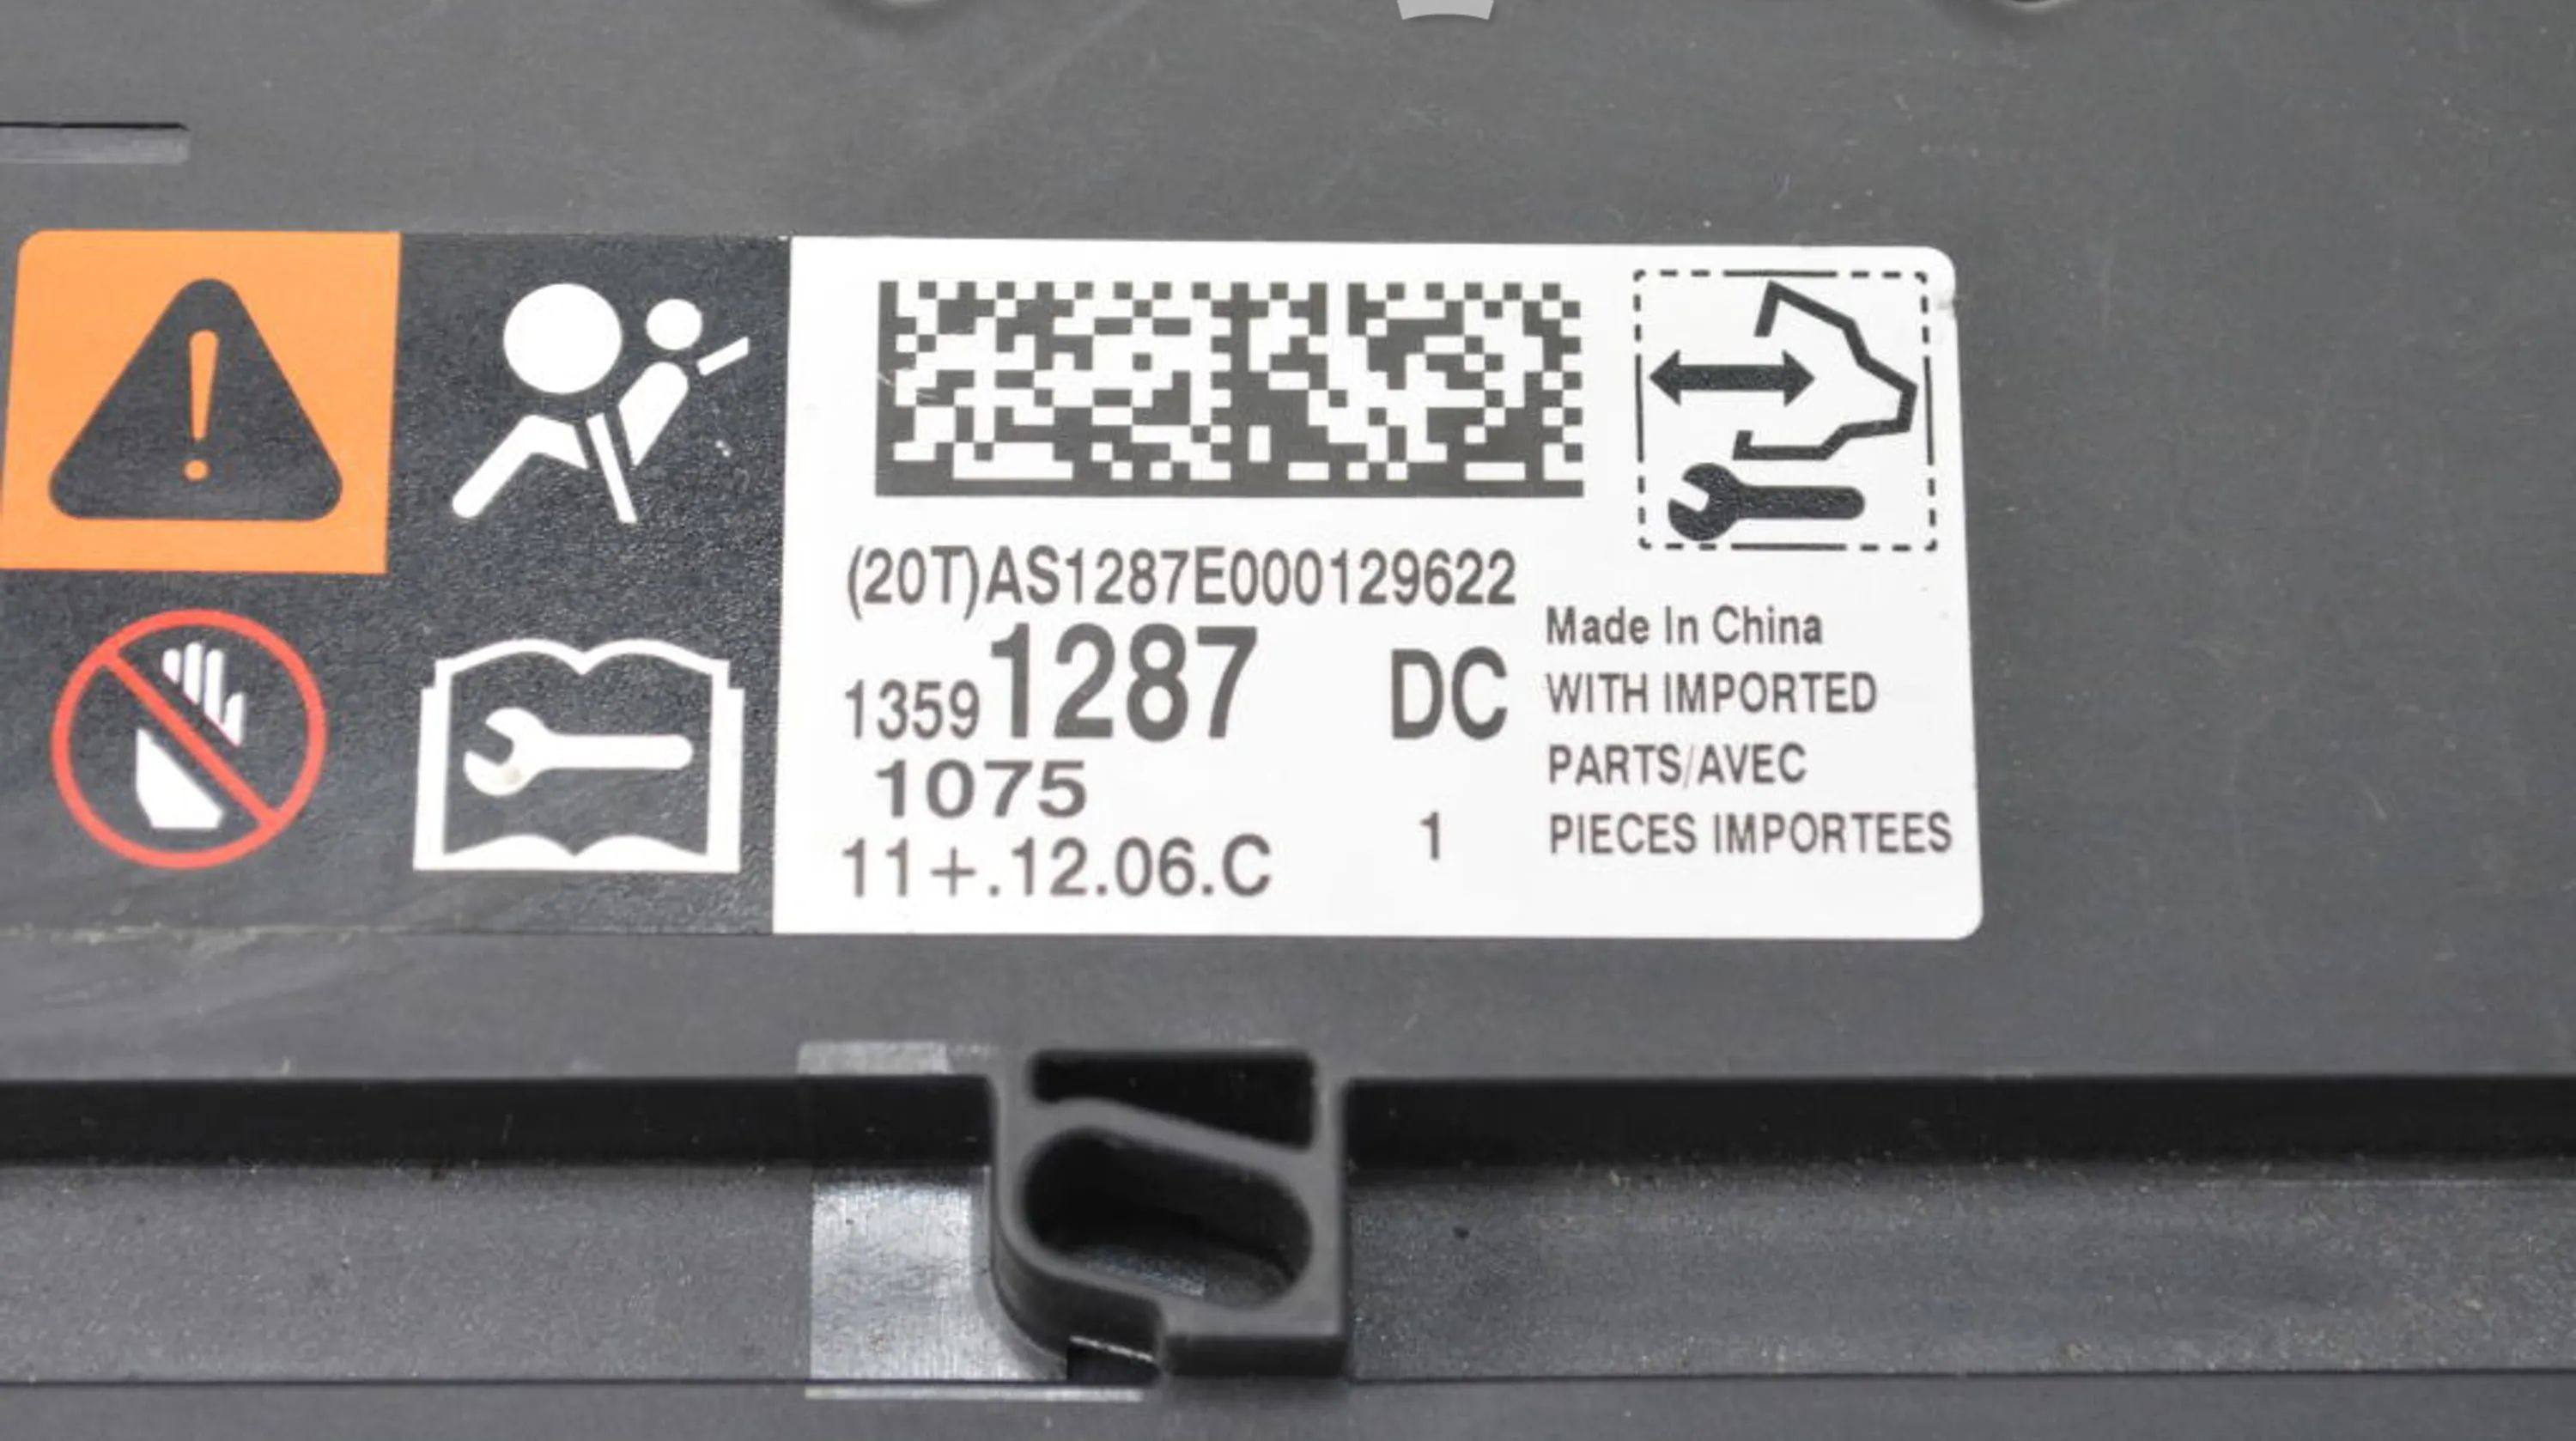 (20T)AS1287E000129622
13591287 DC
1075
11+.12.06.C 1
Made In China
WITH IMPORTED
PARTS/AVEC
PIECES IMPORTEES